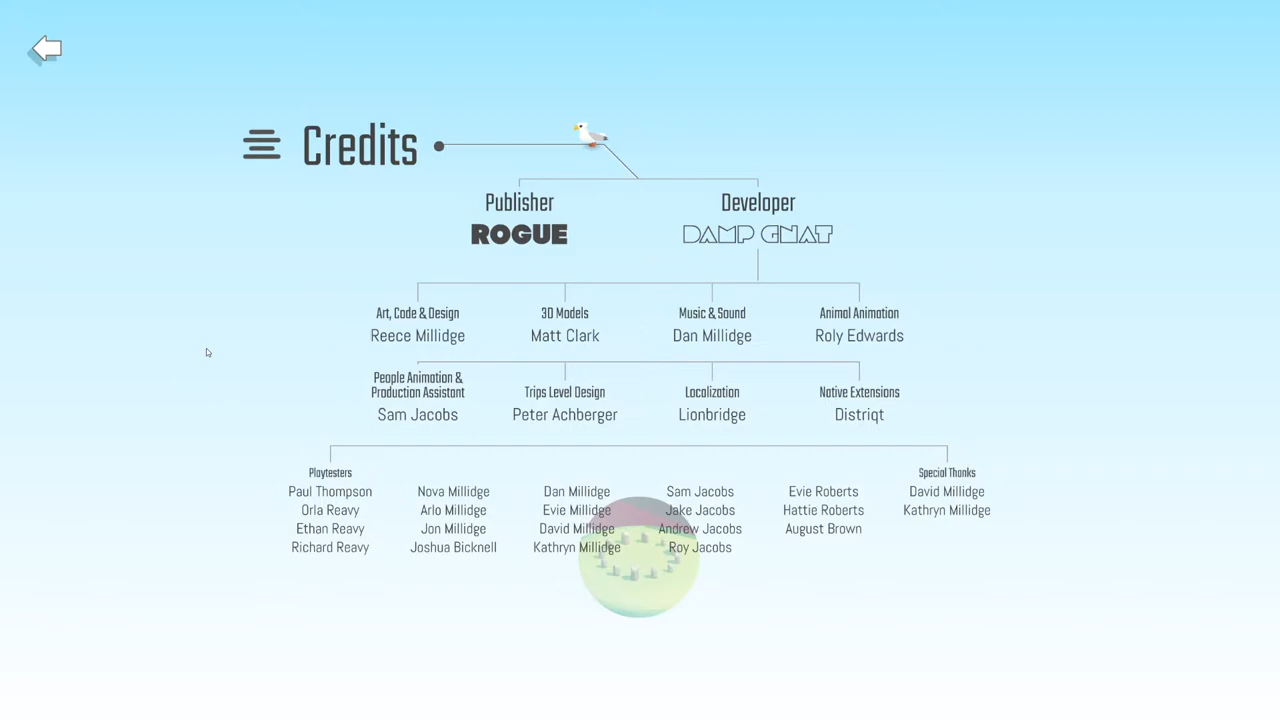 Credits
Publisher
ROGUE
Developer
DAMP GNAT
Art, Code & Design
Reece Millidge
3D Models
Matt Clark
Music & Sound
Dan Millidge
Animal Animation
Roly Edwards
People Animation &
Production Assistant
Sam Jacobs
Trips Level Design
Peter Achberger
Localization
Lionbridge
Native Extensions
Distriqt
Playtesters
Paul Thompson
Orla Reavy
Ethan Reavy
Richard Reavy
Nova Millidge
Arlo Millidge
Jon Millidge
Joshua Bicknell
Dan Millidge
Evie Millidge
David Millidge
Kathryn Millidge
Sam Jacobs
Jake Jacobs
Andrew Jacobs
Roy Jacobs
Evie Roberts
Hattie Roberts
August Brown
Special Thanks
David Millidge
Kathryn Millidge